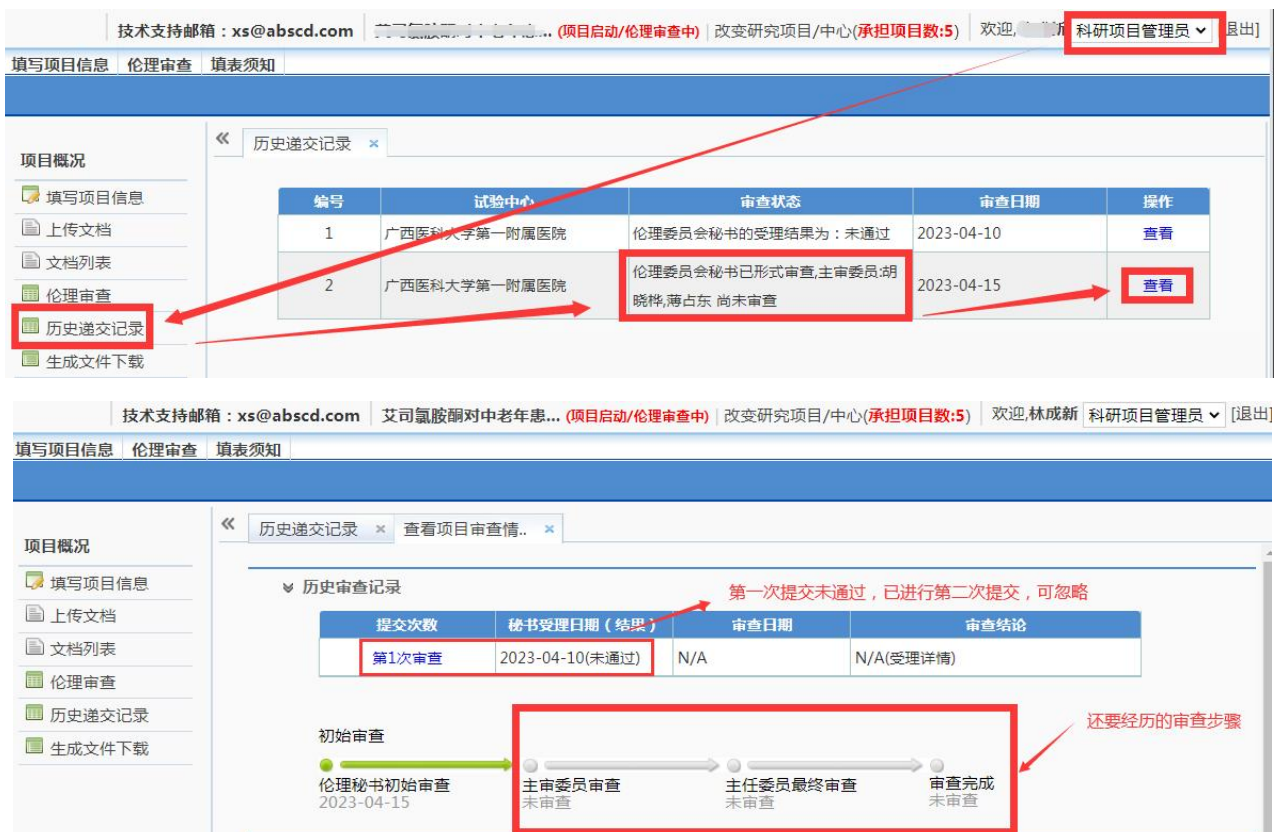 技术支持邮箱：xs@abscd.com (项目启动/伦理审查中) 改变研究项目/中心(承担项目数:5) 欢迎, 科研项目管理员 退出]
填写项目信息 伦理审查 填表须知
« 历史递交记录 ×
项目概况
填写项目信息
上传文档
文档列表
伦理审查
历史递交记录
生成文件下载
编号 试验中心 审查状态 审查日期 操作
1 广西医科大学第一附属医院 伦理委员会秘书的受理结果为：未通过 2023-04-10 查看
2 广西医科大学第一附属医院 伦理委员会秘书已形式审查,主审委员:胡 2023-04-15 查看
晓桦,薄占东 尚未审查
技术支持邮箱：xs@abscd.com 艾司氯胺酮对中老年患... (项目启动/伦理审查中) 改变研究项目/中心(承担项目数:5) 欢迎,林成新 科研项目管理员 [退出]
填写项目信息 伦理审查 填表须知
« 历史递交记录 × 查看项目审查情.. ×
项目概况
填写项目信息
上传文档
文档列表
伦理审查
历史递交记录
生成文件下载
历史审查记录
第一次提交未通过，已进行第二次提交，可忽略
提交次数 秘书受理日期（结果） 审查日期 审查结论
第1次审查 2023-04-10(未通过) N/A N/A(受理详情)
还要经历的审查步骤
初始审查
伦理秘书初始审查 主审委员审查 主任委员最终审查 审查完成
2023-04-15 未审查 未审查 未审查